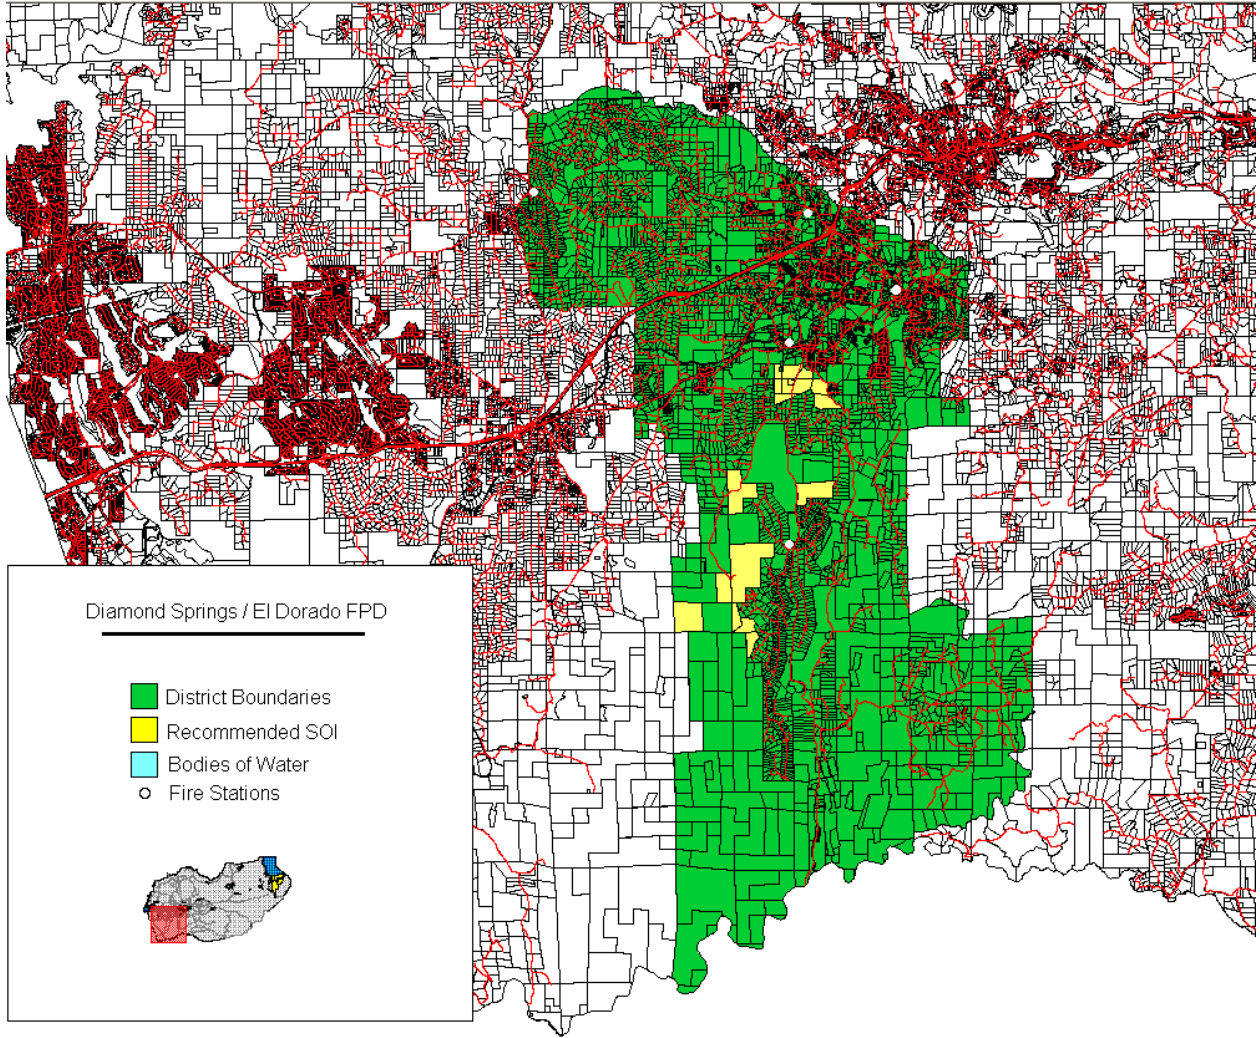 Diamond Springs / El Dorado FPD
District Boundaries
Recommended SOI
Bodies of Water
Fire Stations